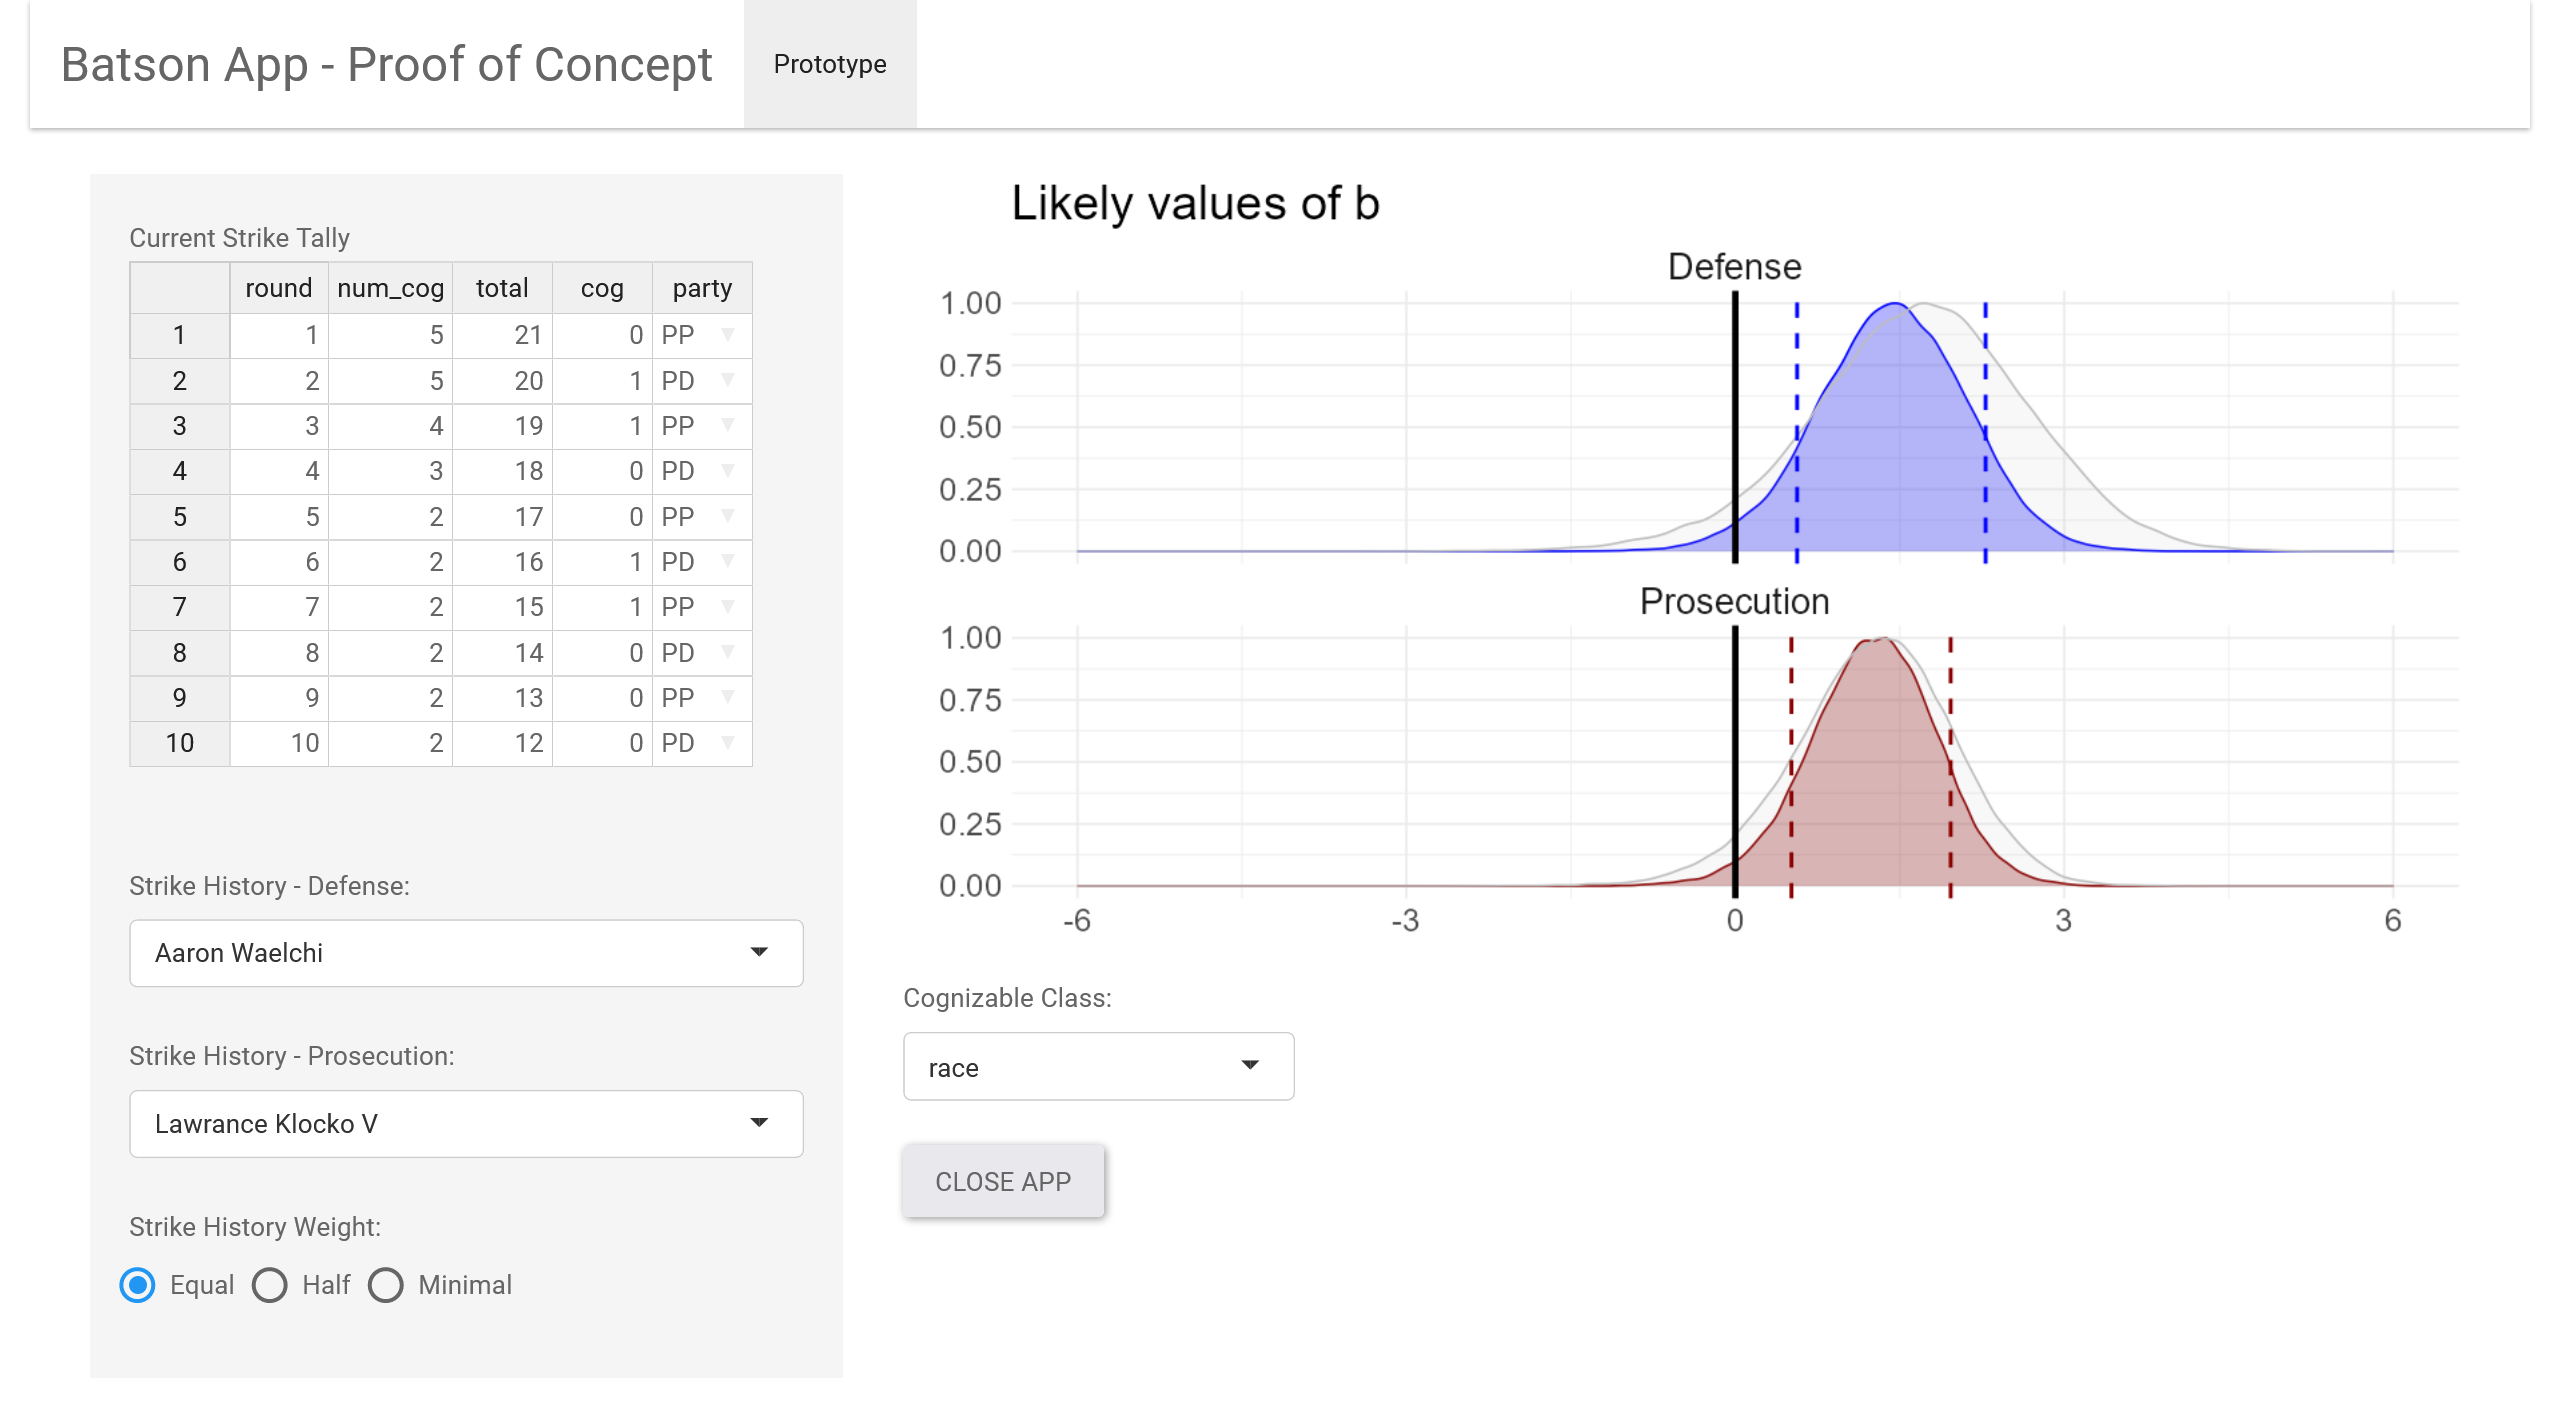 Batson App - Proof of Concept
Prototype
Current Strike Tally
round num_cog total cog party
1 1 5 21 0 PP
2 2 5 20 1 PD
3 3 4 19 1 PP
4 4 3 18 0 PD
5 5 2 17 0 PP
6 6 2 16 1 PD
7 7 2 15 1 PP
8 8 2 14 0 PD
9 9 2 13 0 PP
10 10 2 12 0 PD
Strike History - Defense:
Aaron Waelchi
Strike History - Prosecution:
Lawrance Klocko V
Strike History Weight:
Equal Half Minimal
Likely values of b
Defense
1.00
0.75
0.50
0.25
0.00
Prosecution
1.00
0.75
0.50
0.25
0.00
-6 -3 0 3 6
Cognizable Class:
race
CLOSE APP